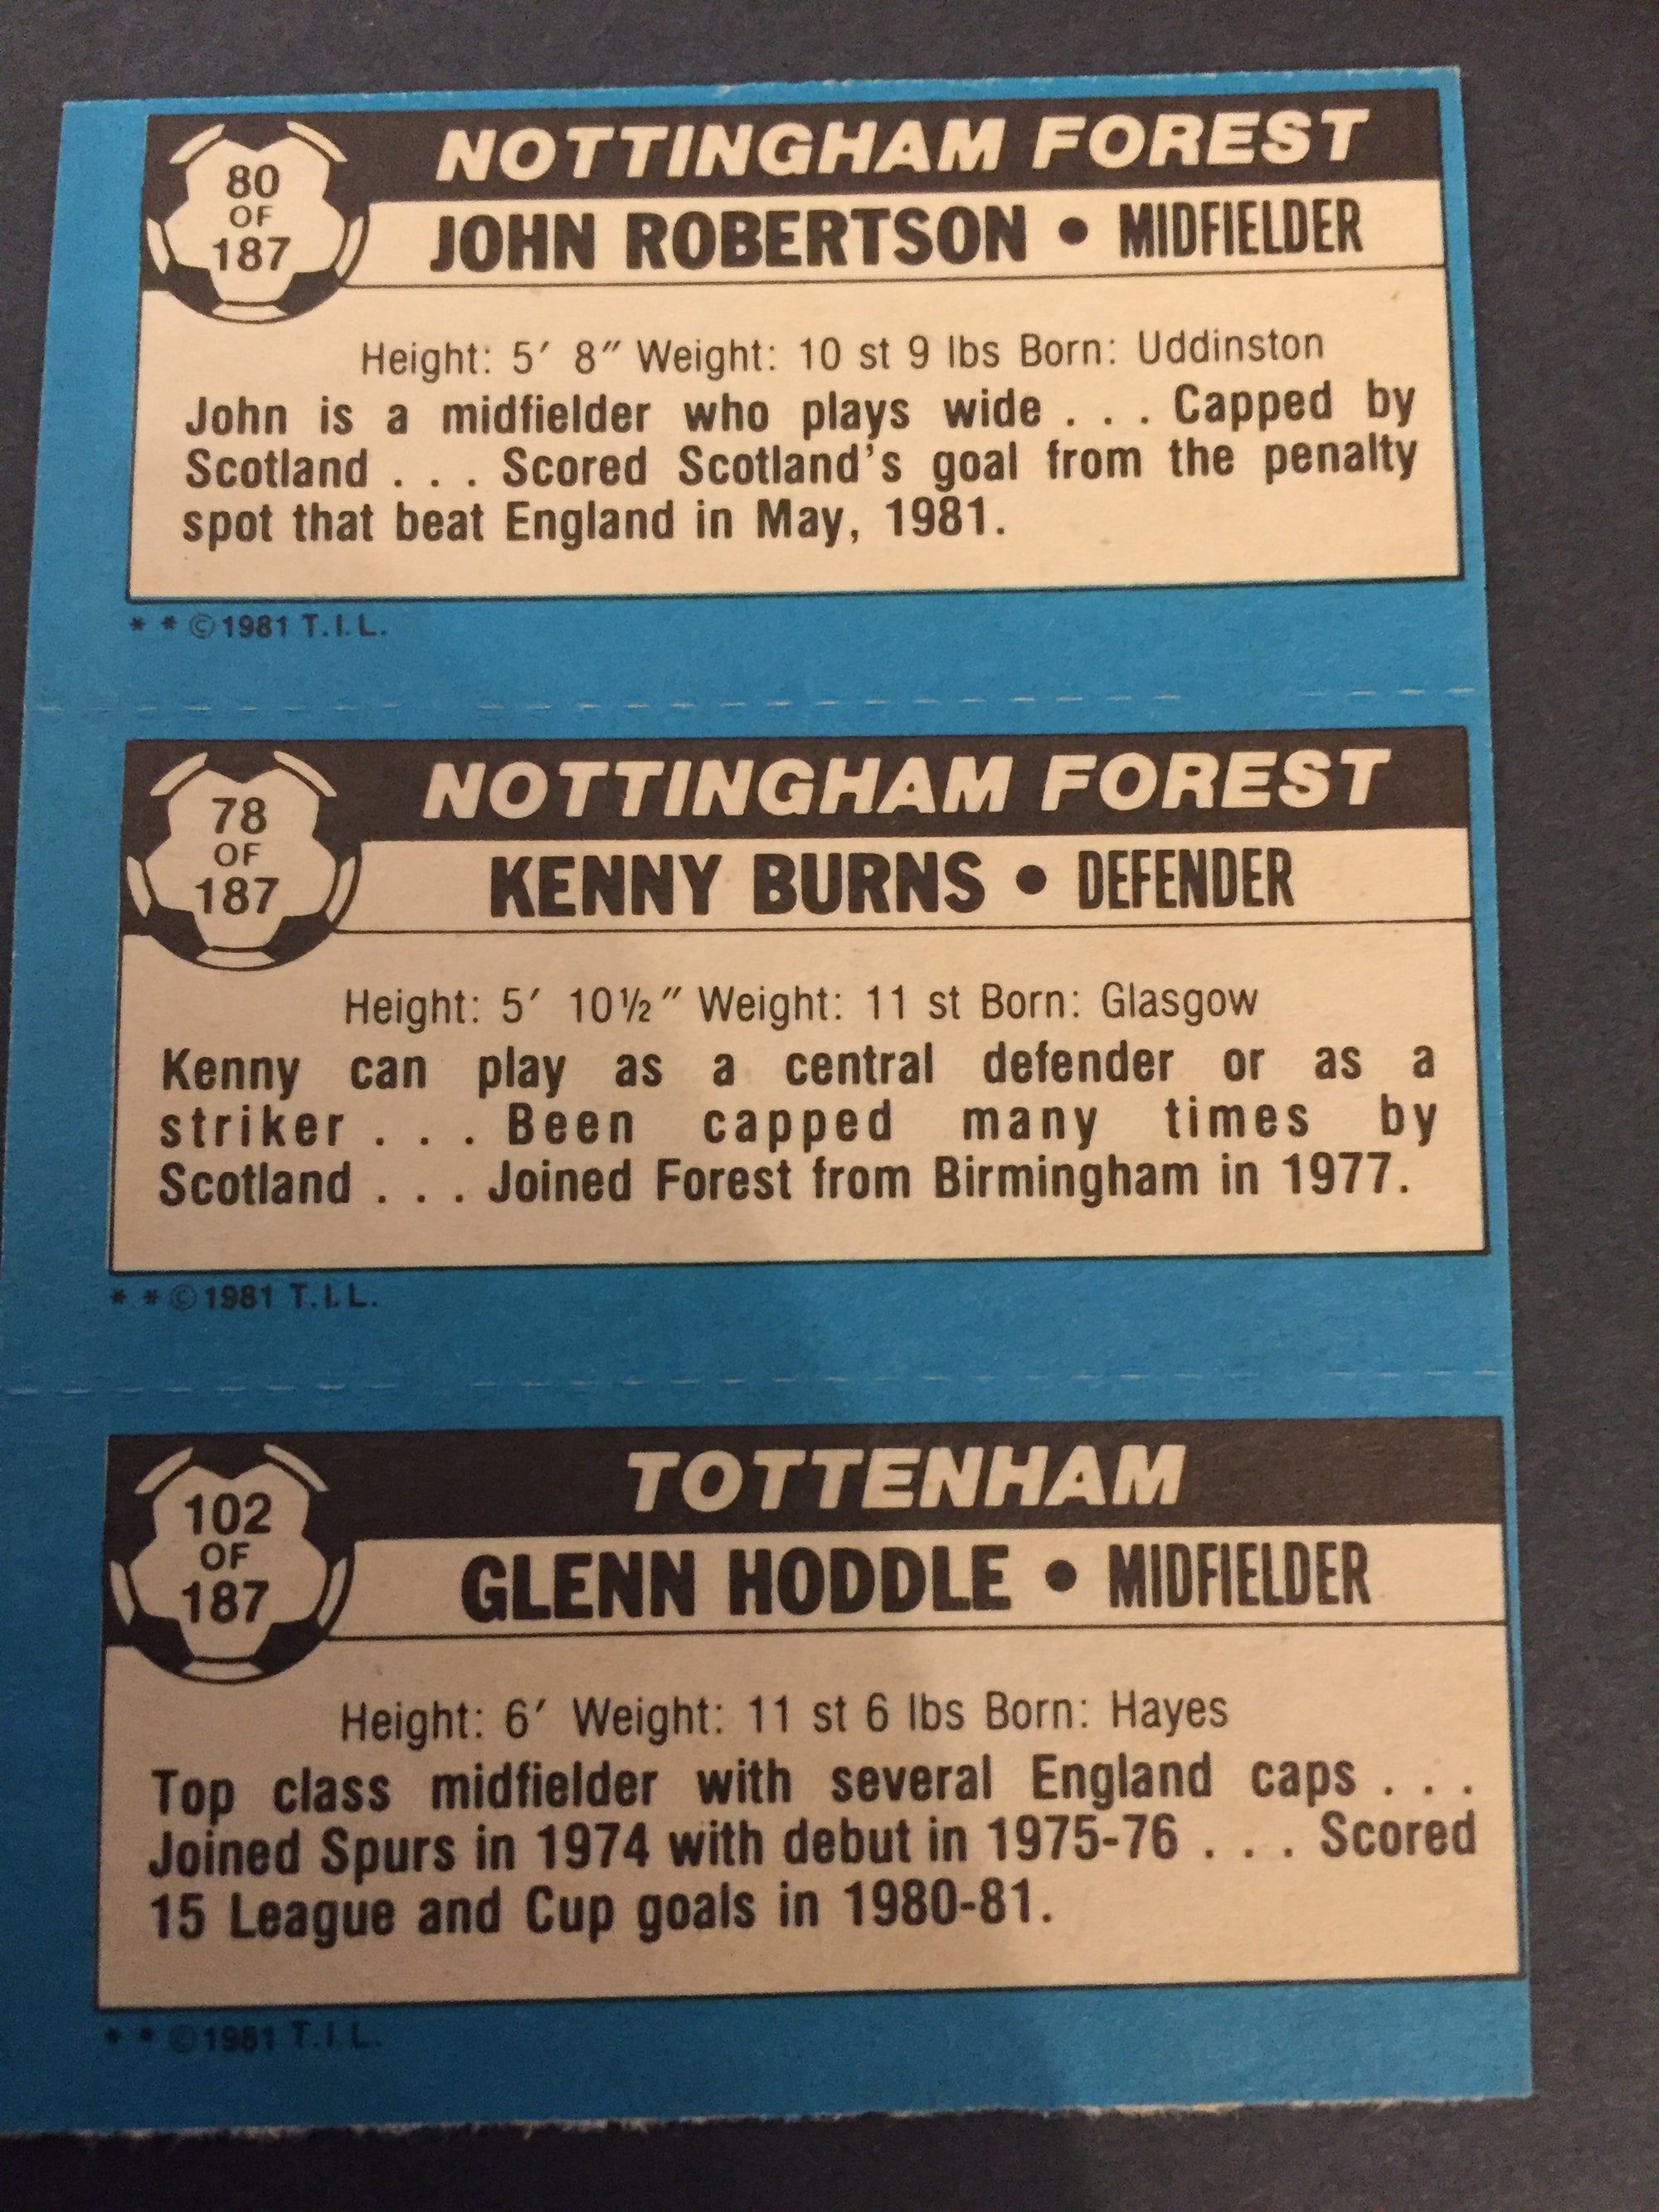 80
OF
187
NOTTINGHAM FOREST
JOHN ROBERTSON • MIDFIELDER
Height: 5′ 8″ Weight: 10 st 9 lbs Born: Uddinston
John is a midfielder who plays wide . . . Capped by
Scotland . . . Scored Scotland's goal from the penalty
spot that beat England in May, 1981.
* * ©1981 T.I.L.
78
OF
187
NOTTINGHAM FOREST
KENNY BURNS • DEFENDER
Height: 5′ 10½″ Weight: 11 st Born: Glasgow
Kenny can play as a central defender or as a
striker . . . Been capped many times by
Scotland . . . Joined Forest from Birmingham in 1977.
* * ©1981 T.I.L.
102
OF
187
TOTTENHAM
GLENN HODDLE • MIDFIELDER
Height: 6′ Weight: 11 st 6 lbs Born: Hayes
Top class midfielder with several England caps . . .
Joined Spurs in 1974 with debut in 1975-76 . . . Scored
15 League and Cup goals in 1980-81.
* * ©1981 T.I.L.